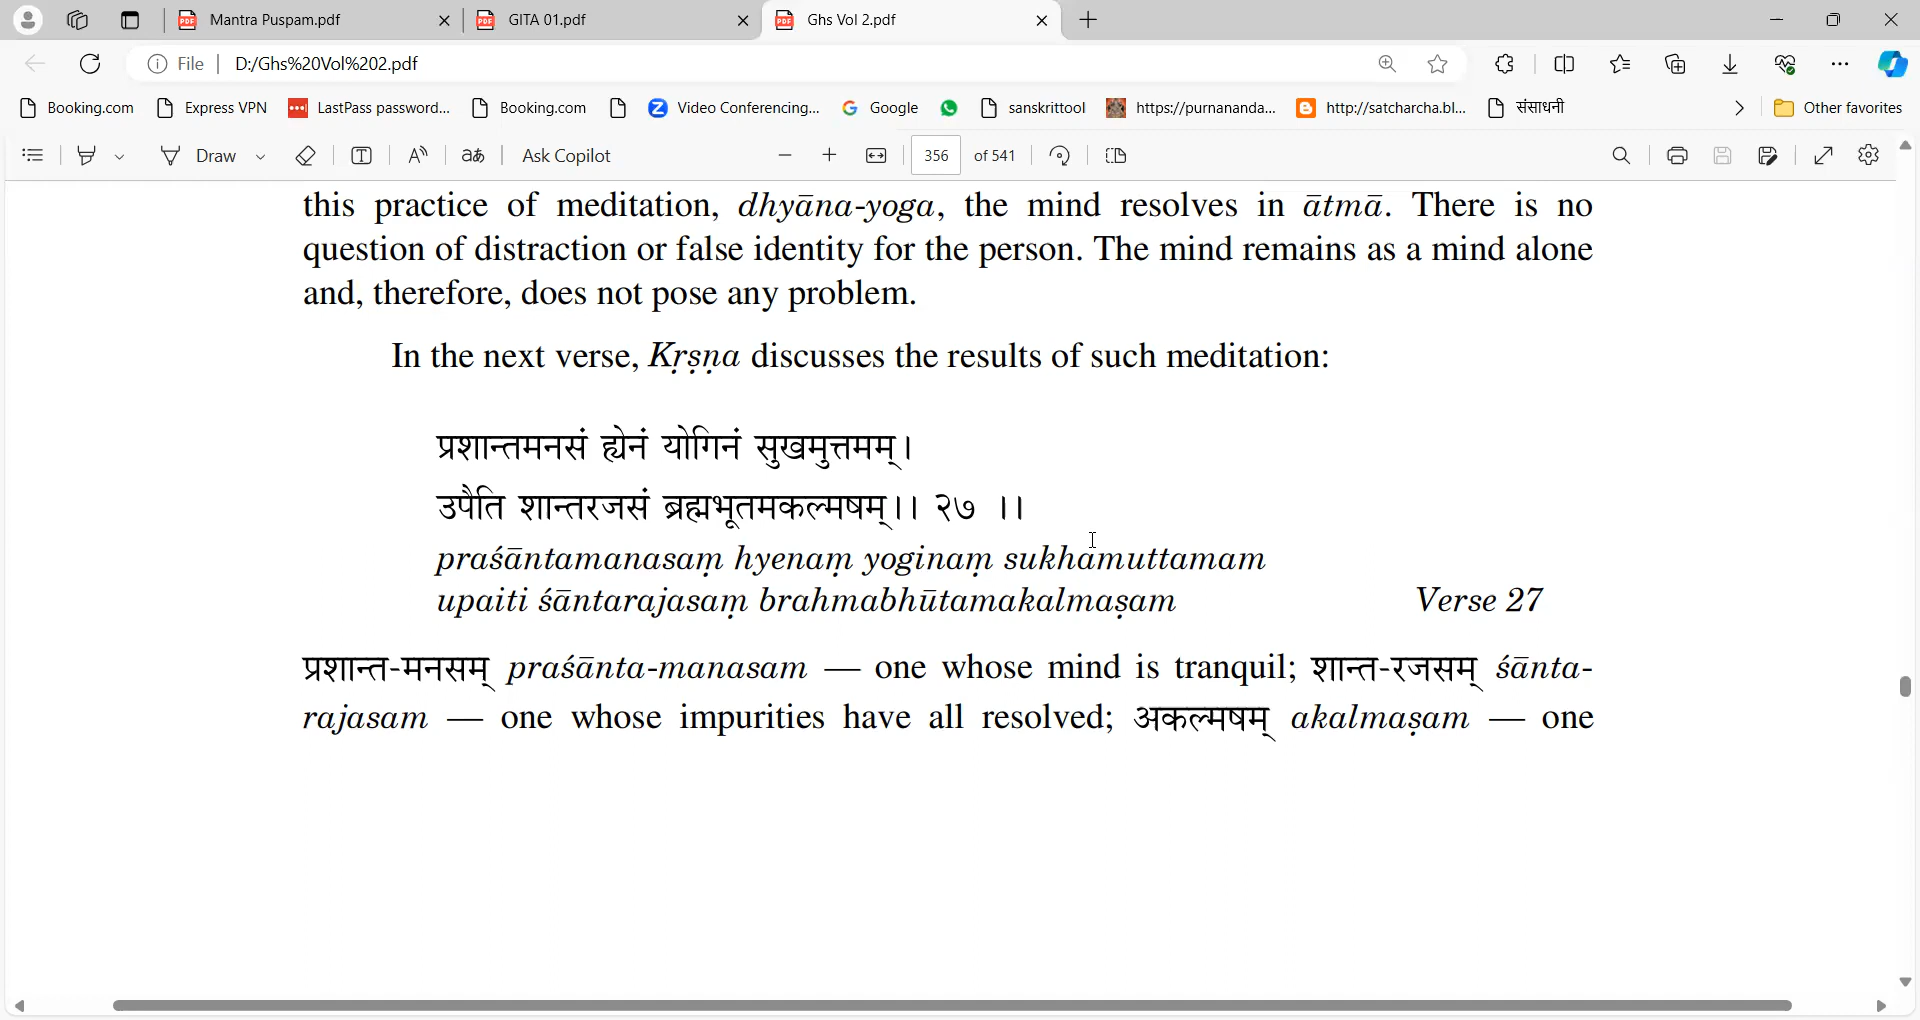 Mantra Puspam.pdf GITA 01.pdf Ghs Vol 2.pdf
File D:/Ghs%20Vol%202.pdf
Booking.com Express VPN LastPass password... Booking.com Video Conferencing... Google sanskrittool https://purnananda... http://satcharcha.bl... संसाधनी Other favorites
Draw Ask Copilot 356 of 541
this practice of meditation, dhyāna-yoga, the mind resolves in ātmā. There is no
question of distraction or false identity for the person. The mind remains as a mind alone
and, therefore, does not pose any problem.
In the next verse, Kṛṣṇa discusses the results of such meditation:
प्रशान्तमनसं ह्येनं योगिनं सुखमुत्तमम्।
उपैति शान्तरजसं ब्रह्मभूतमकल्मषम्।। २७ ।।
praśāntamanasaṃ hyenaṃ yoginaṃ sukhamuttamam
upaiti śāntarajasaṃ brahmabhūtamakalmaṣam Verse 27
प्रशान्त-मनसम् praśānta-manasam — one whose mind is tranquil; शान्त-रजसम् śānta-
rajasam — one whose impurities have all resolved; अकल्मषम् akalmaṣam — one